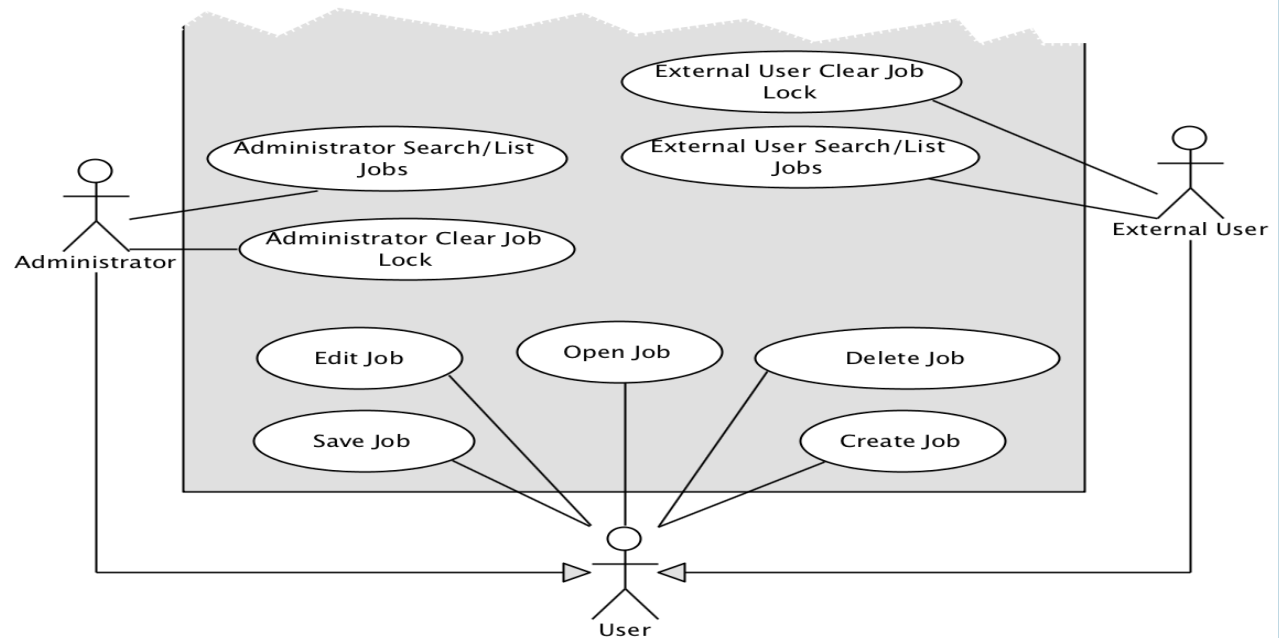 External User Clear Job
Lock
Administrator Search/List
Jobs
External User Search/List
Jobs
External User
Administrator Clear Job
Lock
Administrator
Edit Job
Open Job
Delete Job
Save Job
Create Job
User